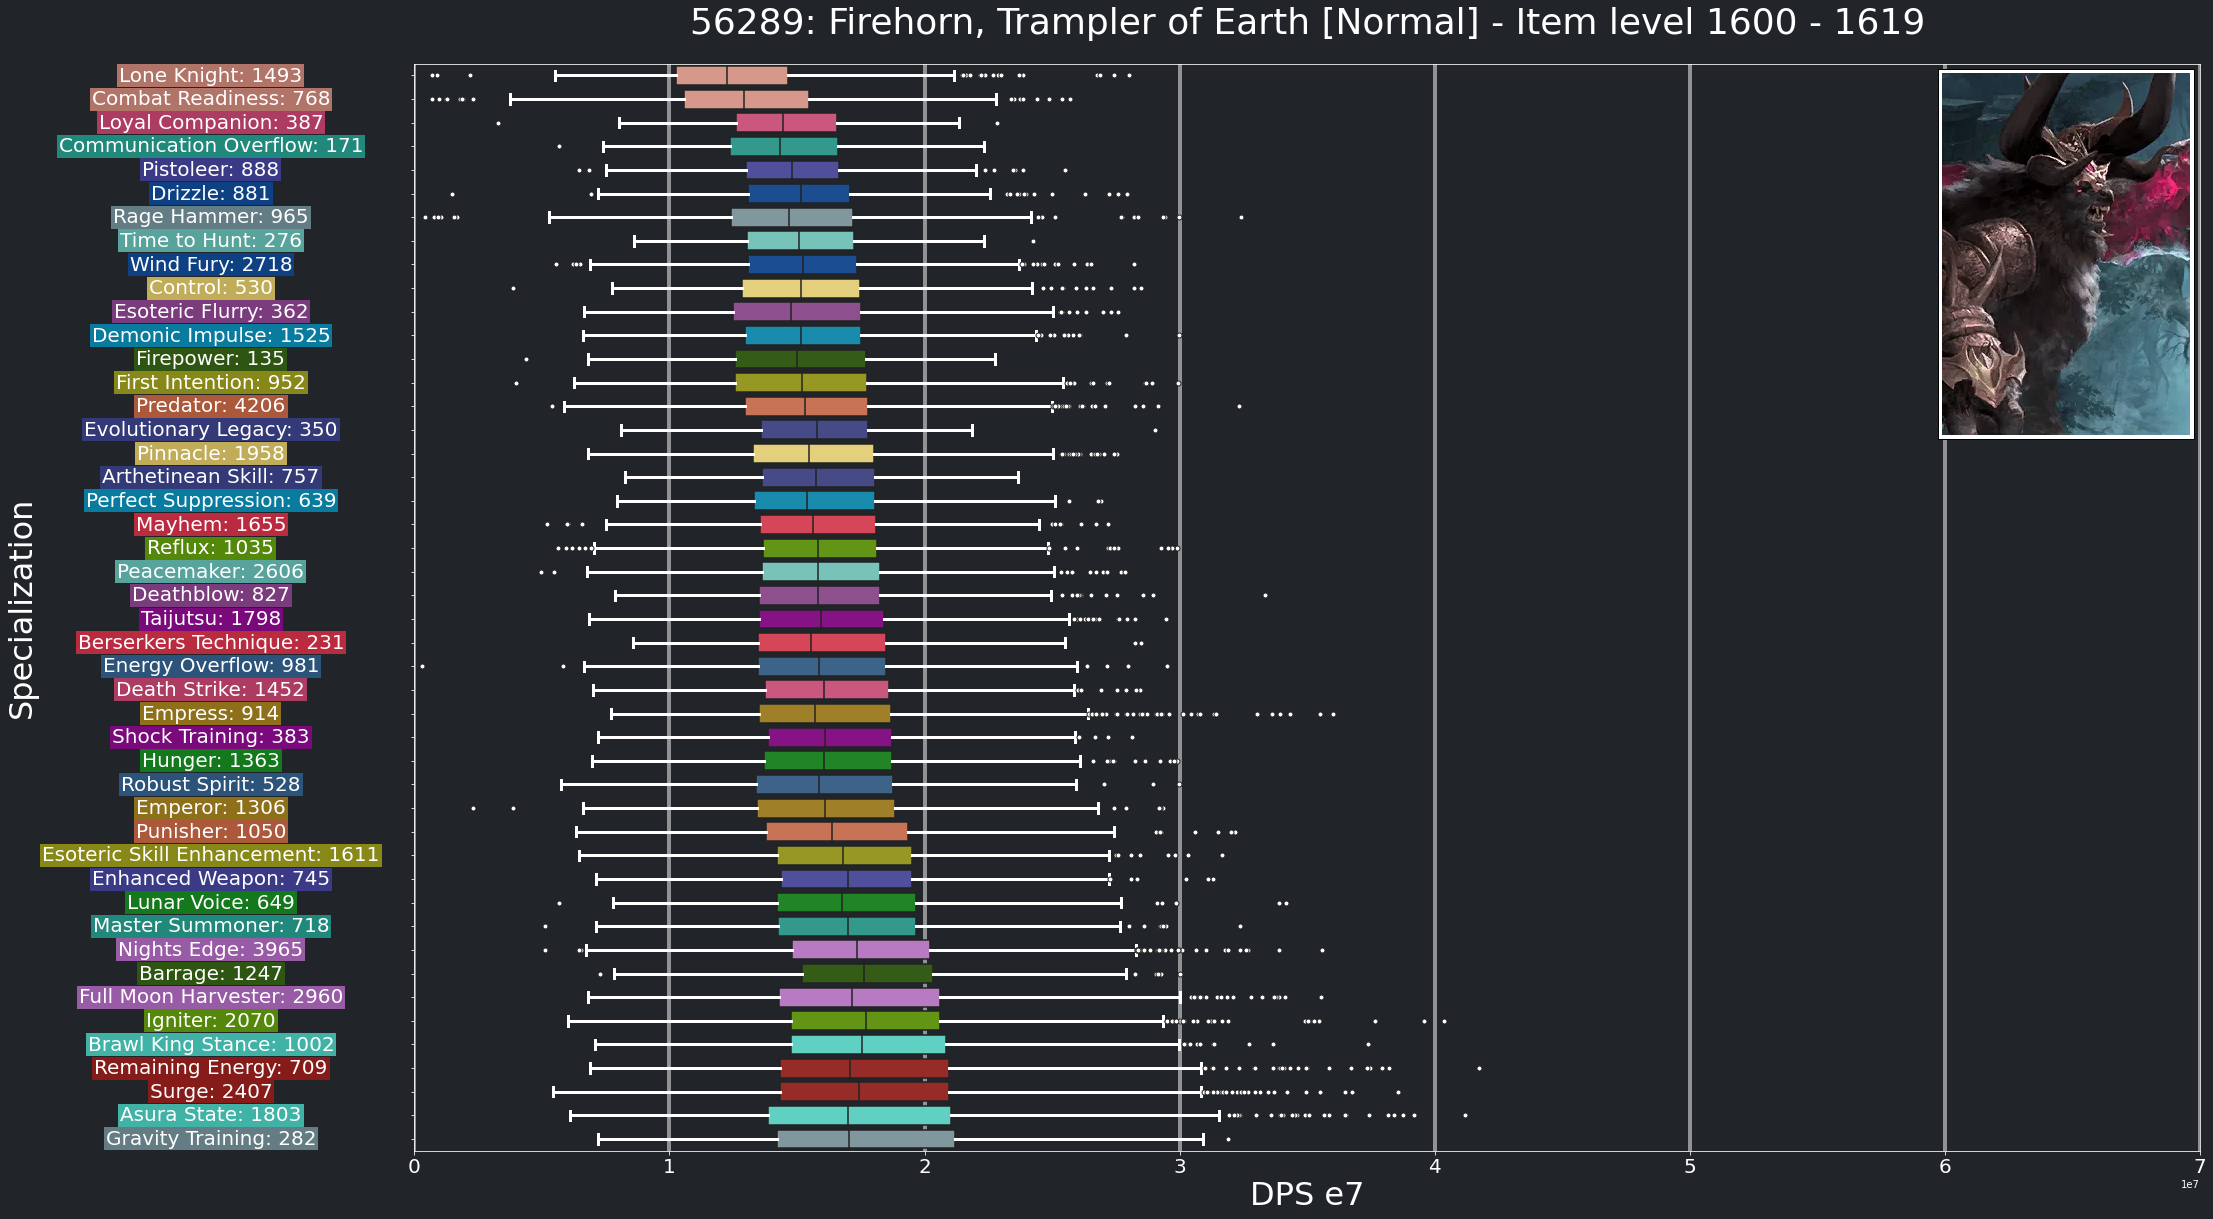 56289: Firehorn, Trampler of Earth [Normal] - Item level 1600 - 1619
Specialization
Lone Knight: 1493
Combat Readiness: 768
Loyal Companion: 387
Communication Overflow: 171
Pistoleer: 888
Drizzle: 881
Rage Hammer: 965
Time to Hunt: 276
Wind Fury: 2718
Control: 530
Esoteric Flurry: 362
Demonic Impulse: 1525
Firepower: 135
First Intention: 952
Predator: 4206
Evolutionary Legacy: 350
Pinnacle: 1958
Arthetinean Skill: 757
Perfect Suppression: 639
Mayhem: 1655
Reflux: 1035
Peacemaker: 2606
Deathblow: 827
Taijutsu: 1798
Berserkers Technique: 231
Energy Overflow: 981
Death Strike: 1452
Empress: 914
Shock Training: 383
Hunger: 1363
Robust Spirit: 528
Emperor: 1306
Punisher: 1050
Esoteric Skill Enhancement: 1611
Enhanced Weapon: 745
Lunar Voice: 649
Master Summoner: 718
Nights Edge: 3965
Barrage: 1247
Full Moon Harvester: 2960
Igniter: 2070
Brawl King Stance: 1002
Remaining Energy: 709
Surge: 2407
Asura State: 1803
Gravity Training: 282
0 1 2 3 4 5 6 7
1e7
DPS e7